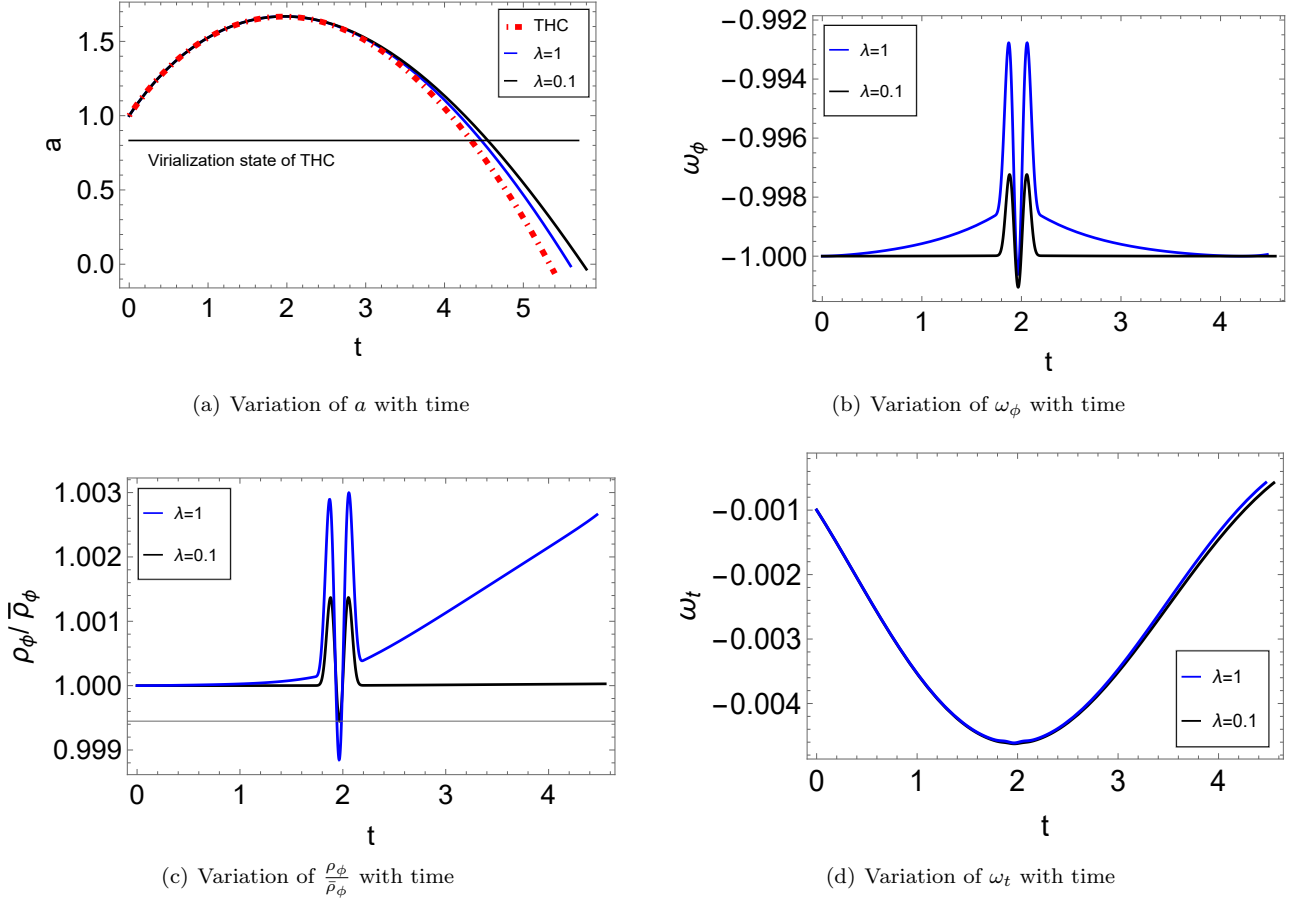 THC
λ=1
λ=0.1
1.5
1.0
0.5
0.0
a
Virialization state of THC
0 1 2 3 4 5
t
(a) Variation of a with time
-0.992
-0.994
-0.996
-0.998
-1.000
ωϕ
λ=1
λ=0.1
0 1 2 3 4
t
(b) Variation of ωϕ with time
1.003
1.002
1.001
1.000
0.999
ρϕ/ρ̄ϕ
λ=1
λ=0.1
0 1 2 3 4
t
(c) Variation of ρϕ/ρ̄ϕ with time
-0.001
-0.002
-0.003
-0.004
ωt
λ=1
λ=0.1
0 1 2 3 4
t
(d) Variation of ωt with time